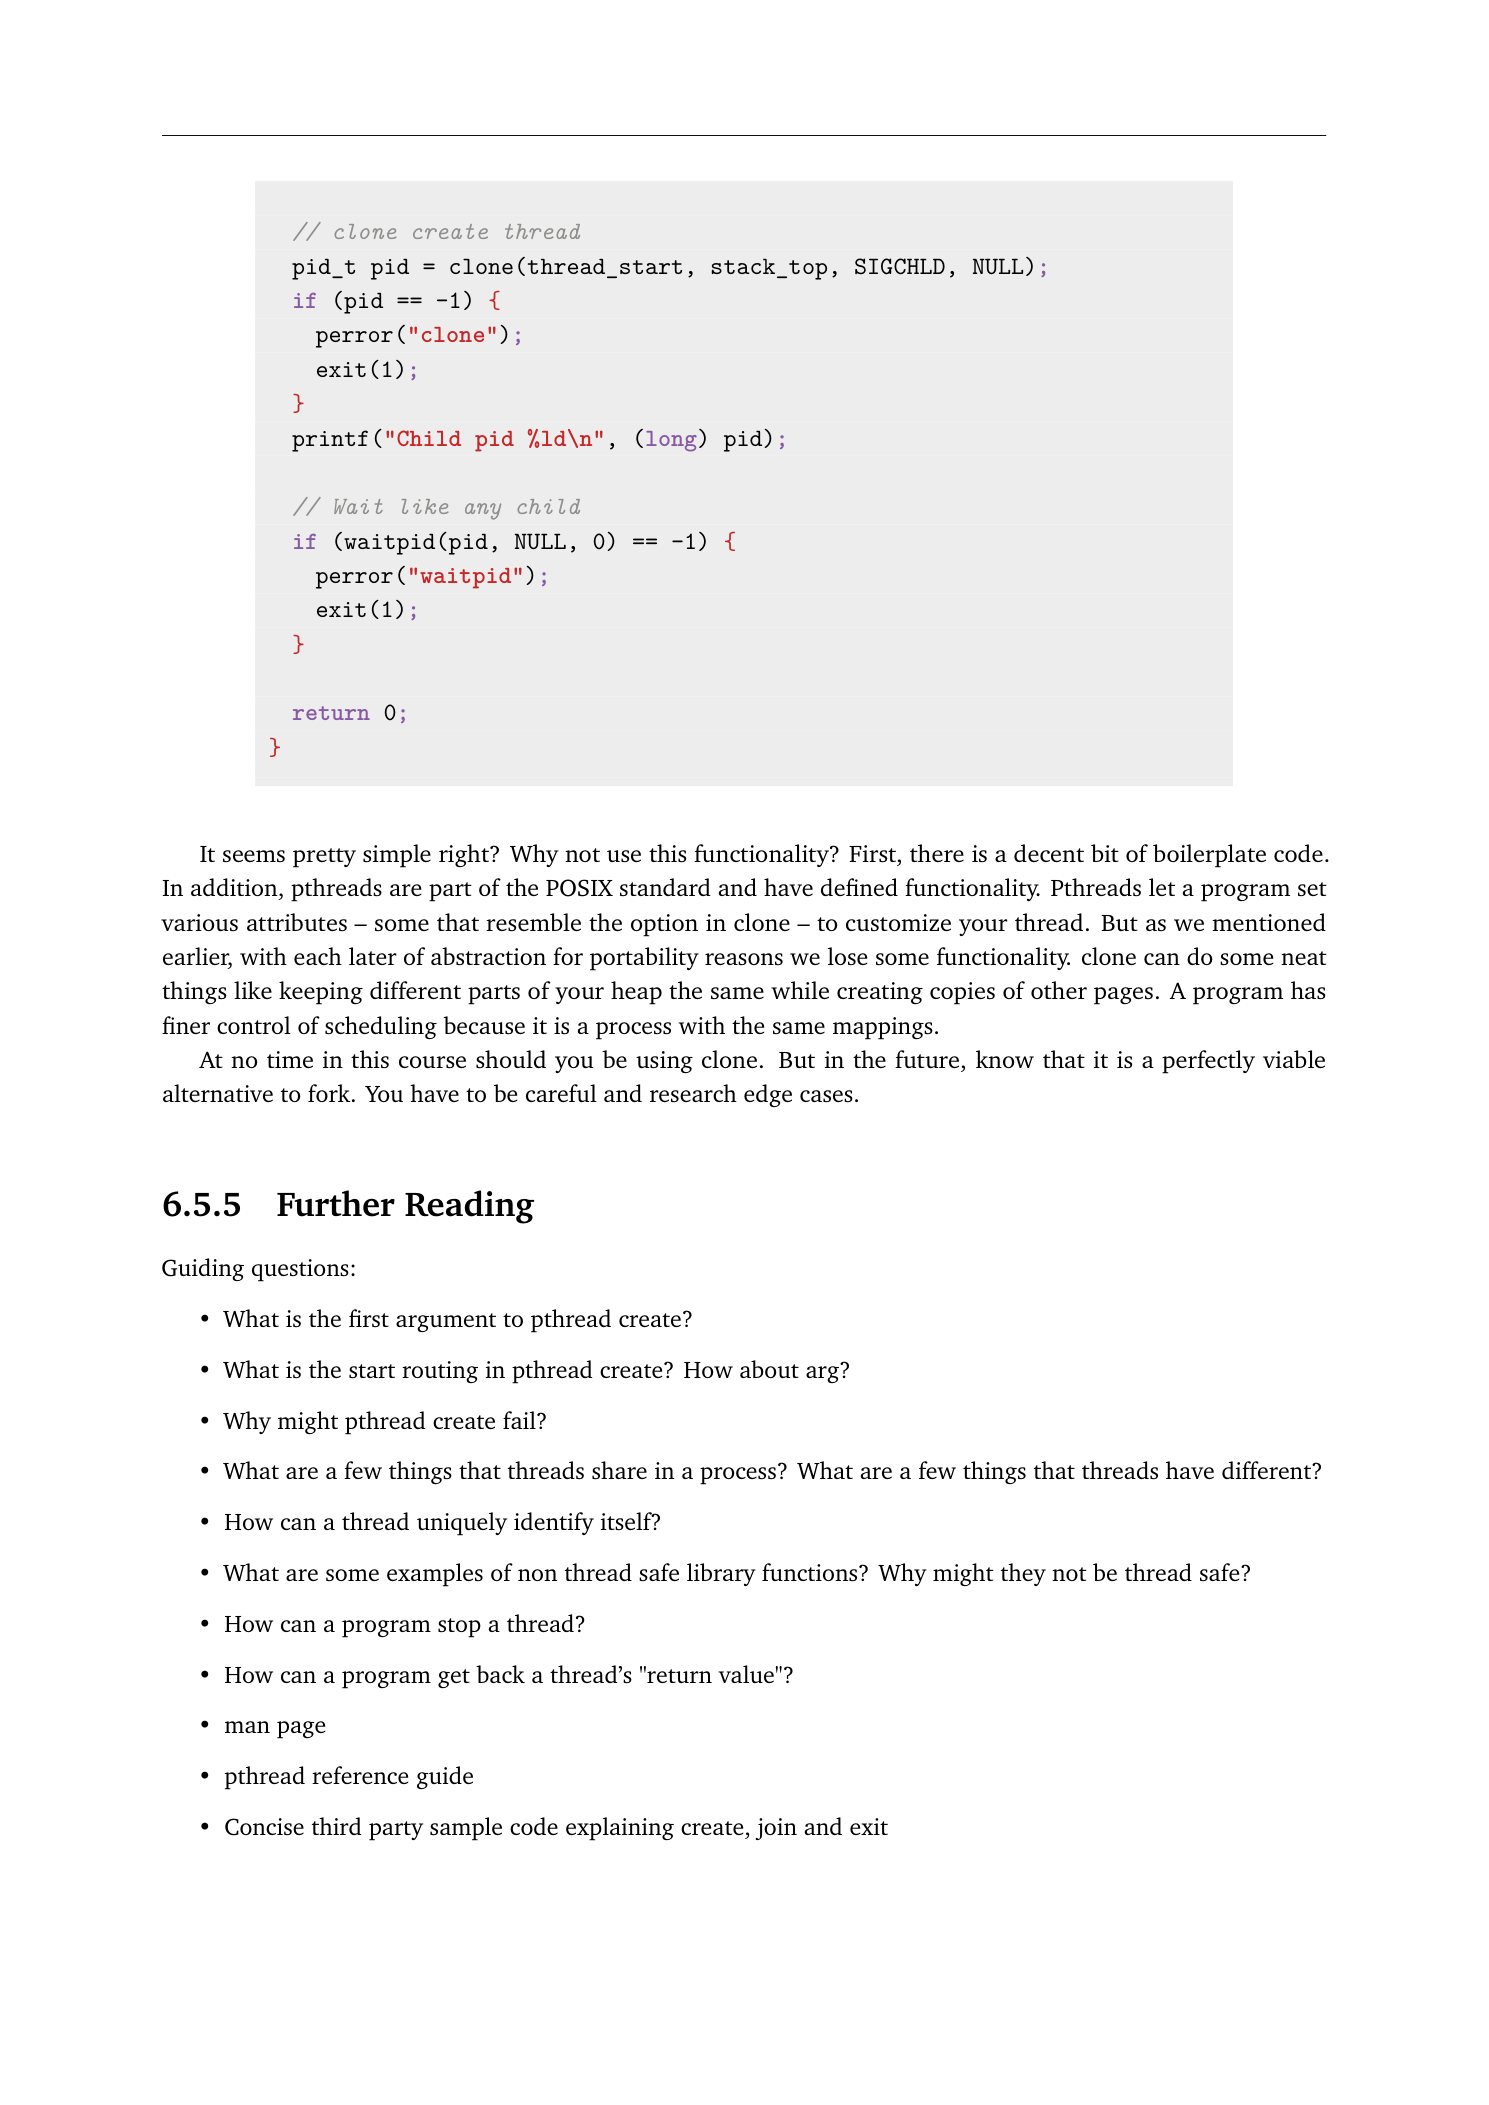 // clone create thread
pid_t pid = clone(thread_start, stack_top, SIGCHLD, NULL);
if (pid == -1) {
perror("clone");
exit(1);
}
printf("Child pid %ld\n", (long) pid);
// Wait like any child
if (waitpid(pid, NULL, 0) == -1) {
perror("waitpid");
exit(1);
}
return 0;
}
It seems pretty simple right? Why not use this functionality? First, there is a decent bit of boilerplate code.
In addition, pthreads are part of the POSIX standard and have defined functionality. Pthreads let a program set
various attributes – some that resemble the option in clone – to customize your thread. But as we mentioned
earlier, with each later of abstraction for portability reasons we lose some functionality. clone can do some neat
things like keeping different parts of your heap the same while creating copies of other pages. A program has
finer control of scheduling because it is a process with the same mappings.
At no time in this course should you be using clone. But in the future, know that it is a perfectly viable
alternative to fork. You have to be careful and research edge cases.
6.5.5 Further Reading
Guiding questions:
• What is the first argument to pthread create?
• What is the start routing in pthread create? How about arg?
• Why might pthread create fail?
• What are a few things that threads share in a process? What are a few things that threads have different?
• How can a thread uniquely identify itself?
• What are some examples of non thread safe library functions? Why might they not be thread safe?
• How can a program stop a thread?
• How can a program get back a thread’s "return value"?
• man page
• pthread reference guide
• Concise third party sample code explaining create, join and exit